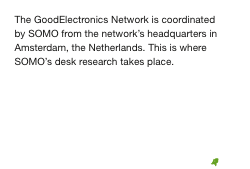 The GoodElectronics Network is coordinated
by SOMO from the network’s headquarters in
Amsterdam, the Netherlands. This is where
SOMO’s desk research takes place.